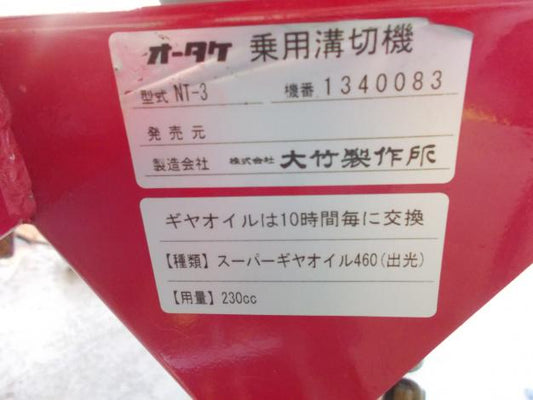 オータケ 乗用溝切機
型式 NT-3 機番 1340083
発売元
製造会社 株式会社 大竹製作所
ギヤオイルは10時間毎に交換
【種類】スーパーギヤオイル460(出光)
【用量】230cc